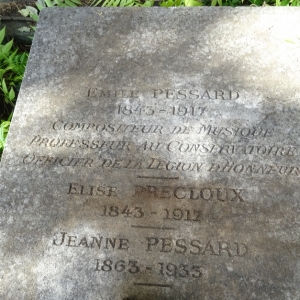 EMILE PESSARD
1843-1917
COMPOSITEUR DE MUSIQUE
PROFESSEUR AU CONSERVATOIRE
OFFICIER DE LA LEGION D'HONNEUR
ELISE PRECLOUX
1843-1917
JEANNE PESSARD
1863-1933